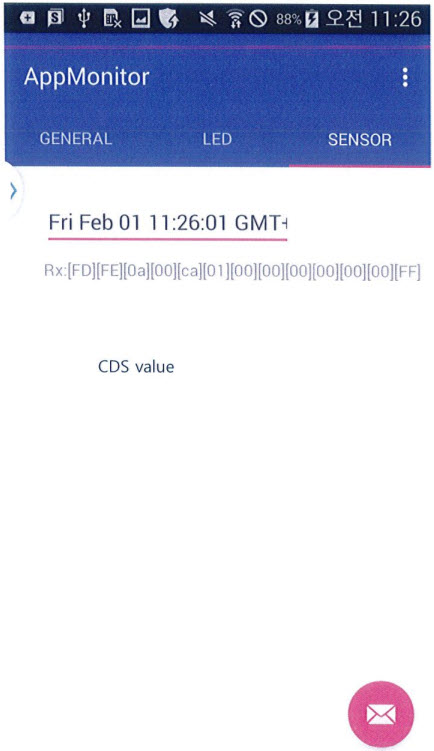 88% 오전 11:26
AppMonitor
GENERAL LED SENSOR
Fri Feb 01 11:26:01 GMT+
Rx:[FD][FE][0a][00][ca][01][00][00][00][00][00][00][FF]
CDS value